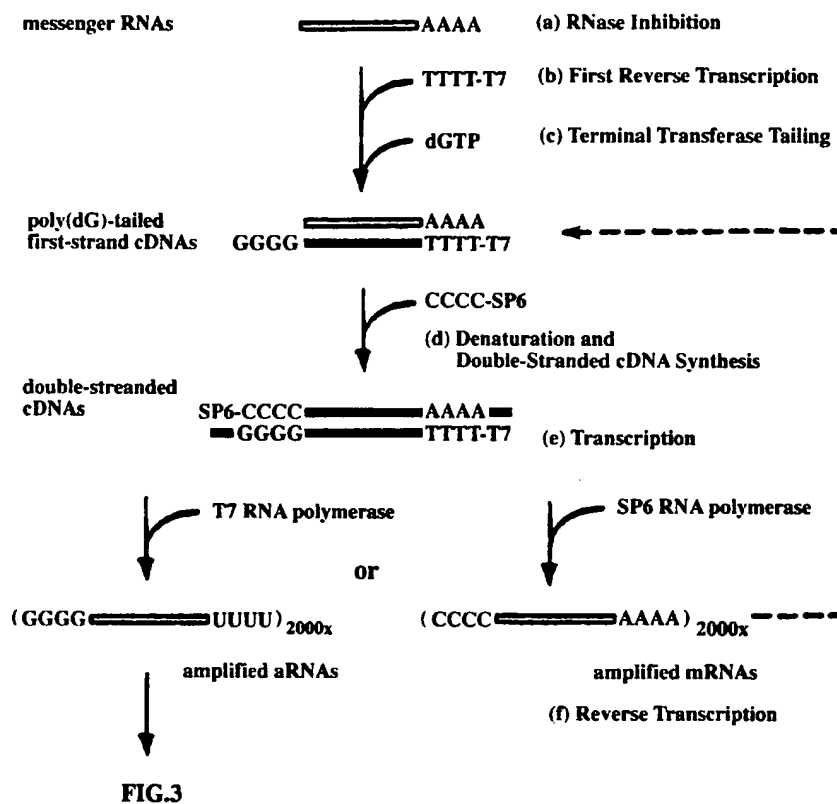 messenger RNAs
AAAA
(a) RNase Inhibition
TTTT-T7
(b) First Reverse Transcription
dGTP
(c) Terminal Transferase Tailing
poly(dG)-tailed
first-strand cDNAs
AAAA
GGGG
TTTT-T7
CCCC-SP6
(d) Denaturation and
Double-Stranded cDNA Synthesis
double-streanded
cDNAs
SP6-CCCC
AAAA
GGGG
TTTT-T7
(e) Transcription
T7 RNA polymerase
SP6 RNA polymerase
or
(GGGG
UUUU)2000x
(CCCC
AAAA)2000x
amplified aRNAs
amplified mRNAs
(f) Reverse Transcription
FIG.3